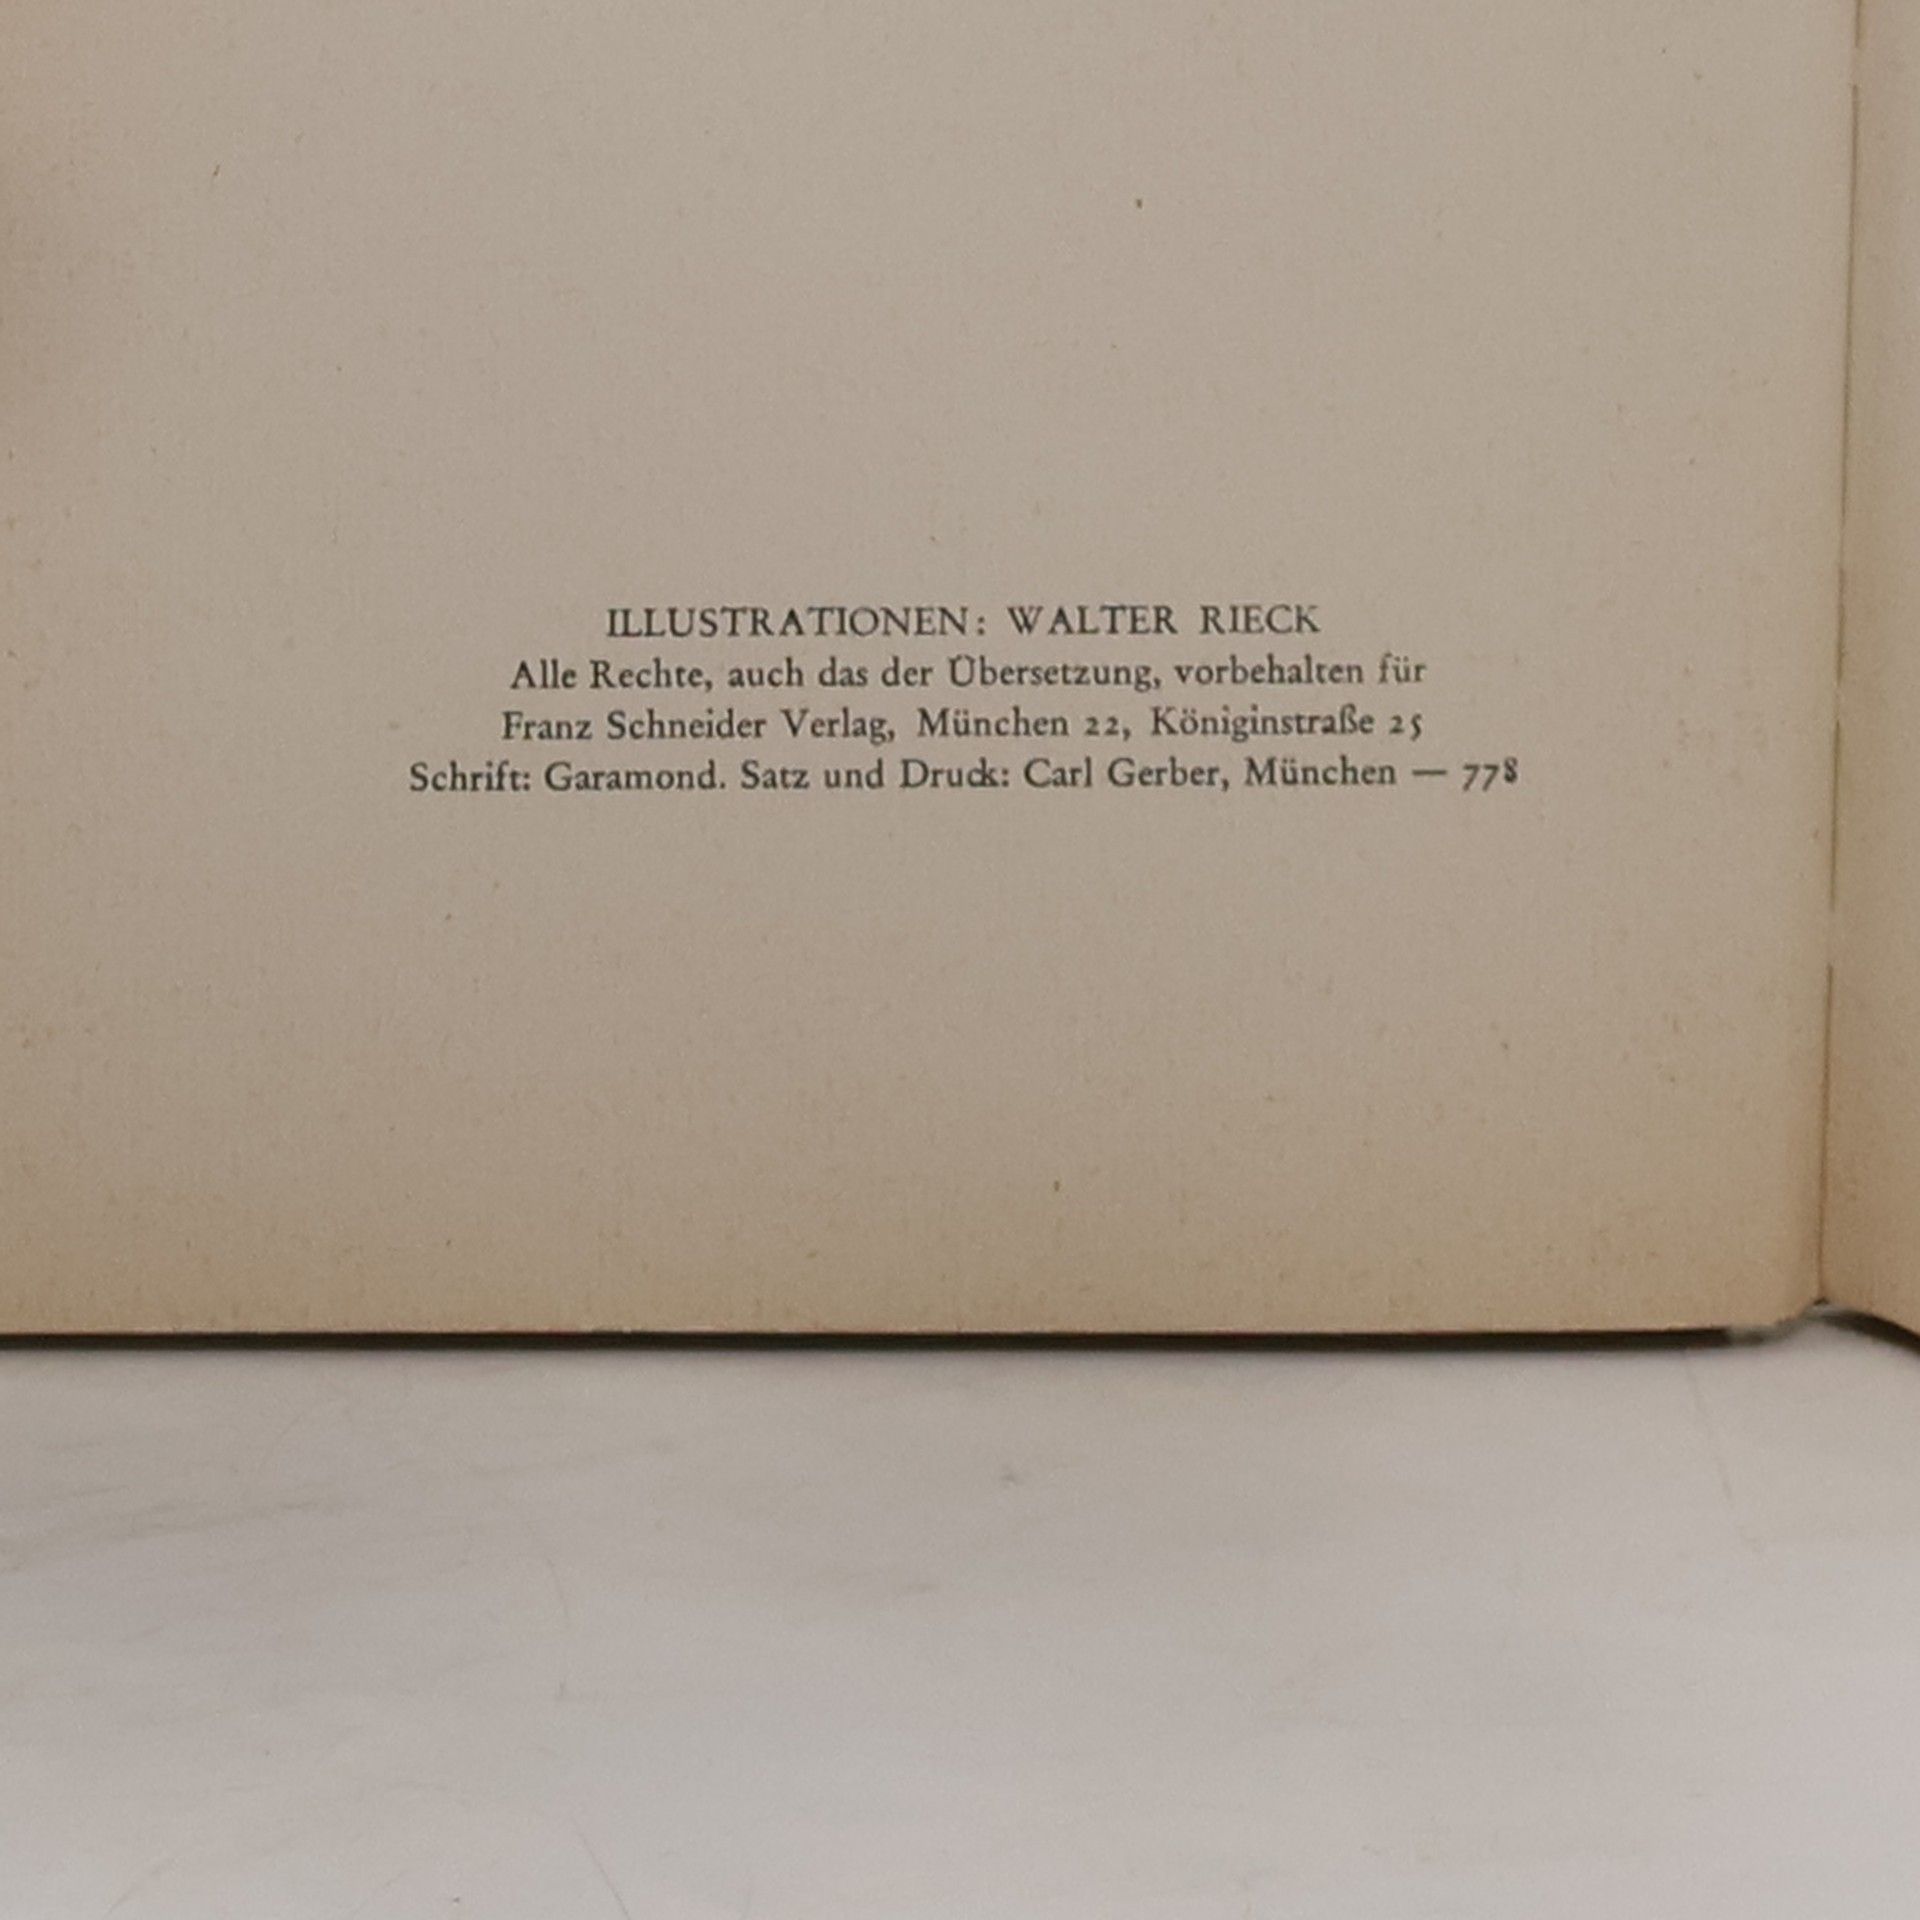 ILLUSTRATIONEN: WALTER RIECK
Alle Rechte, auch das der Übersetzung, vorbehalten für
Franz Schneider Verlag, München 22, Königinstraße 25
Schrift: Garamond. Satz und Druck: Carl Gerber, München — 778